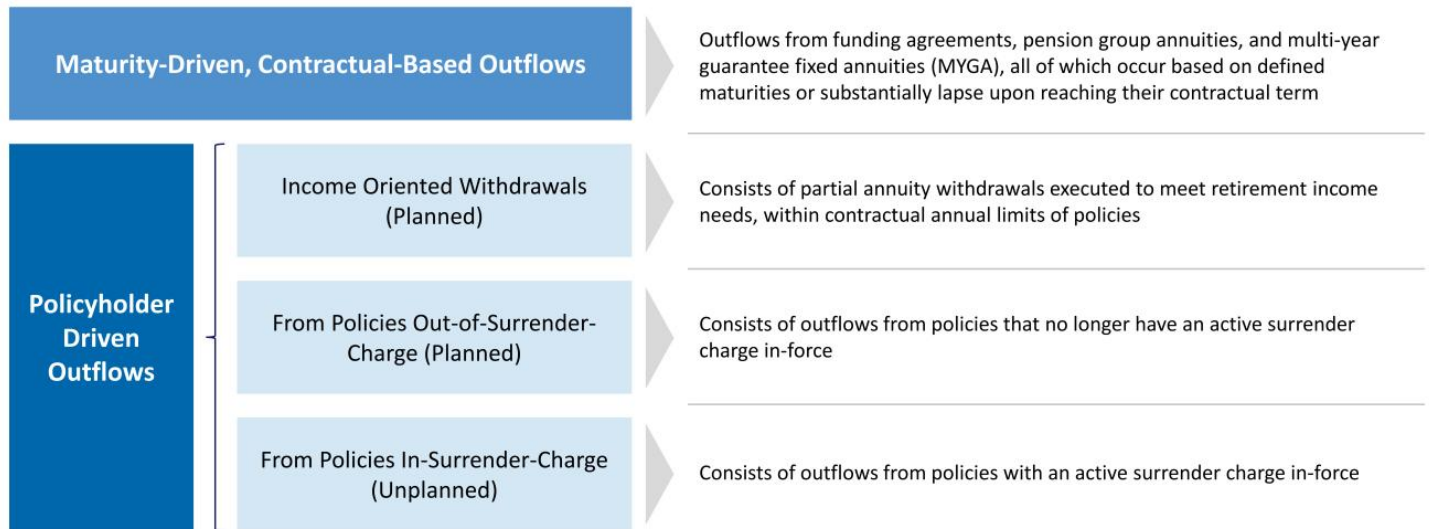 Maturity-Driven, Contractual-Based Outflows
Outflows from funding agreements, pension group annuities, and multi-year
guarantee fixed annuities (MYGA), all of which occur based on defined
maturities or substantially lapse upon reaching their contractual term
Policyholder
Driven
Outflows
Income Oriented Withdrawals
(Planned)
Consists of partial annuity withdrawals executed to meet retirement income
needs, within contractual annual limits of policies
From Policies Out-of-Surrender-
Charge (Planned)
Consists of outflows from policies that no longer have an active surrender
charge in-force
From Policies In-Surrender-Charge
(Unplanned)
Consists of outflows from policies with an active surrender charge in-force